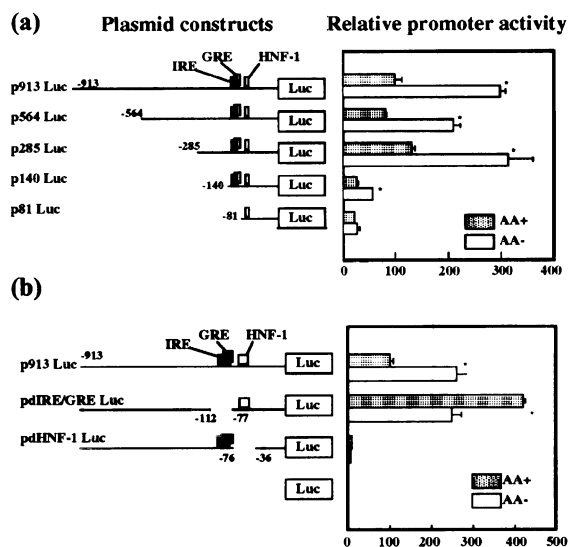 (a)
Plasmid constructs
Relative promoter activity
GRE
HNF-1
IRE
p913 Luc
-913
Luc
*
p564 Luc
-564
Luc
*
p285 Luc
-285
Luc
*
p140 Luc
-140
Luc
*
p81 Luc
-81
Luc
AA+
AA-
0 100 200 300 400
(b)
GRE
HNF-1
IRE
p913 Luc
-913
Luc
*
pdIRE/GRE Luc
-112
-77
Luc
*
pdHNF-1 Luc
-76
-36
Luc
Luc
AA+
AA-
0 100 200 300 400 500